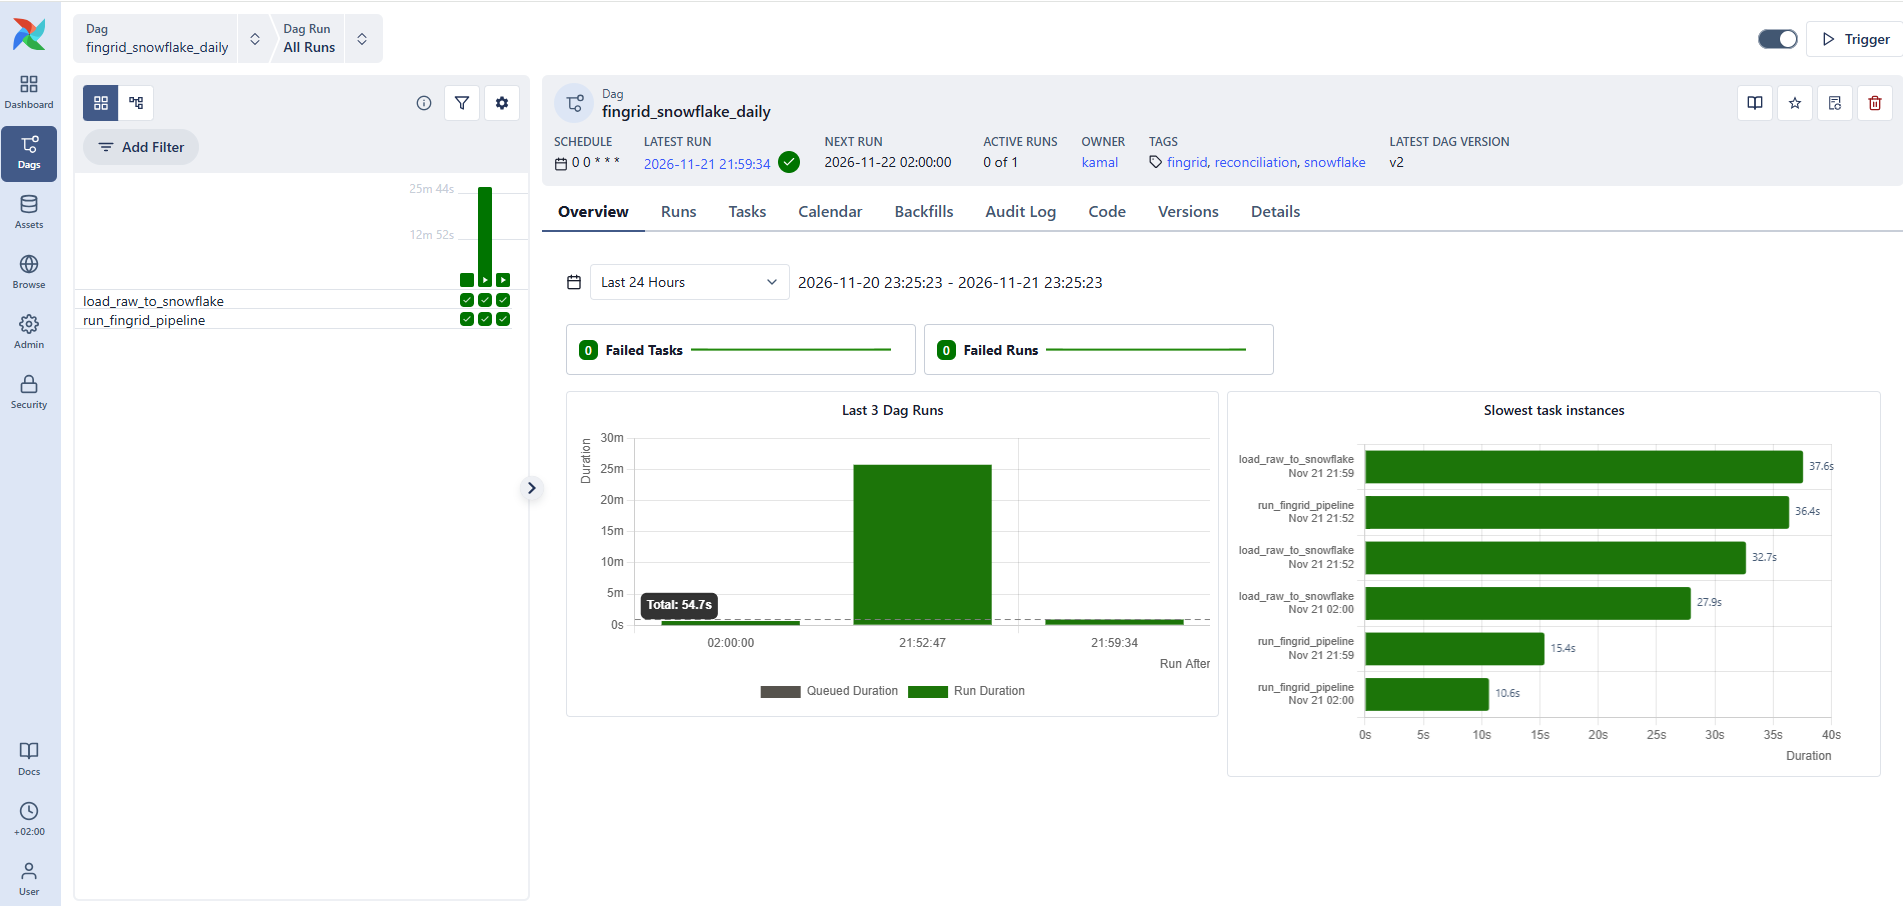 Dag
fingrid_snowflake_daily
Dag Run
All Runs
Trigger
Dashboard
Dags
Assets
Browse
Admin
Security
Docs
+02:00
User
Add Filter
25m 44s
12m 52s
load_raw_to_snowflake
run_fingrid_pipeline
Dag
fingrid_snowflake_daily
SCHEDULE
0 0 * * *
LATEST RUN
2026-11-21 21:59:34
NEXT RUN
2026-11-22 02:00:00
ACTIVE RUNS
0 of 1
OWNER
kamal
TAGS
fingrid, reconciliation, snowflake
LATEST DAG VERSION
v2
Overview Runs Tasks Calendar Backfills Audit Log Code Versions Details
Last 24 Hours
2026-11-20 23:25:23 - 2026-11-21 23:25:23
0 Failed Tasks
0 Failed Runs
Last 3 Dag Runs
Duration
30m
25m
20m
15m
10m
5m
0s
Total: 54.7s
02:00:00 21:52:47 21:59:34
Run After
Queued Duration Run Duration
Slowest task instances
load_raw_to_snowflake
Nov 21 21:59
37.6s
run_fingrid_pipeline
Nov 21 21:52
36.4s
load_raw_to_snowflake
Nov 21 21:52
32.7s
load_raw_to_snowflake
Nov 21 02:00
27.9s
run_fingrid_pipeline
Nov 21 21:59
15.4s
run_fingrid_pipeline
Nov 21 02:00
10.6s
0s 5s 10s 15s 20s 25s 30s 35s 40s
Duration